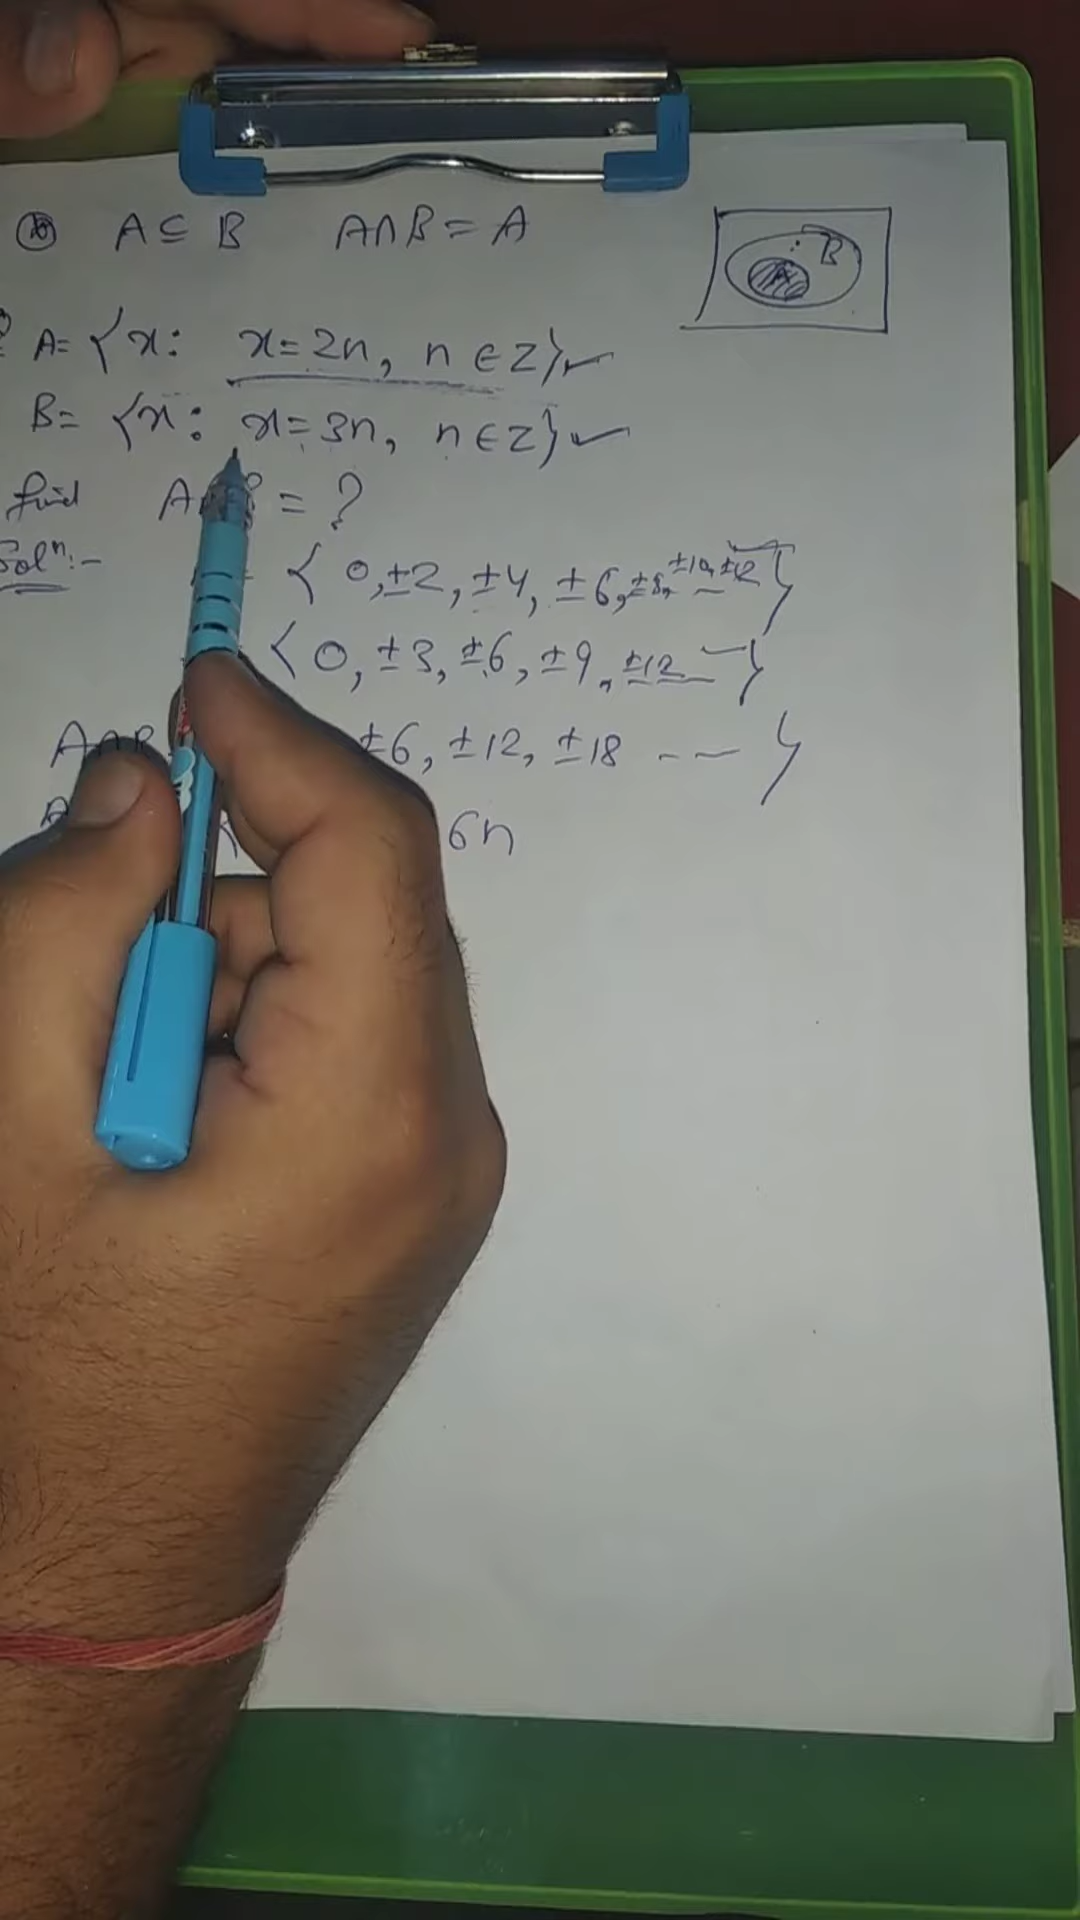 A ⊆ B A∩B = A
B
A
A = {x: x = 2n, n ∈ Z} ✓
B = {x: x = 3n, n ∈ Z} ✓
find = ?
Solⁿ:-
{ 0, ±2, ±4, ±6, ±8, ±10, ±12 }
{ 0, ±3, ±6, ±9, ±12 -- }
A∩B ±6, ±12, ±18 --- }
6n